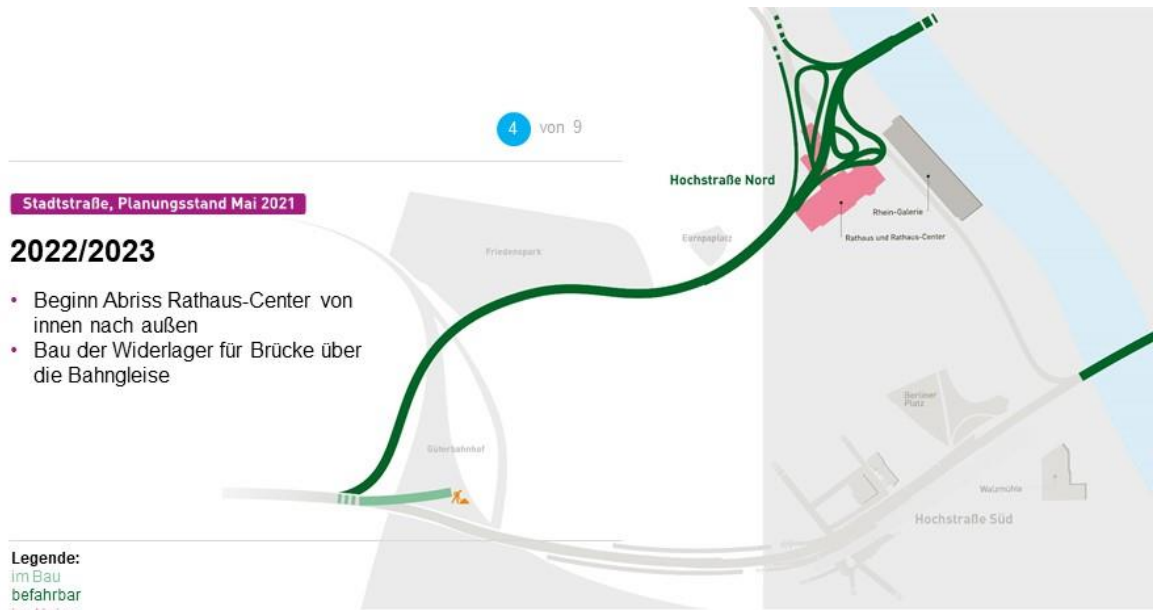 4 von 9
Stadtstraße, Planungsstand Mai 2021
2022/2023
• Beginn Abriss Rathaus-Center von
innen nach außen
• Bau der Widerlager für Brücke über
die Bahngleise
Hochstraße Nord
Rhein-Galerie
Rathaus und Rathaus-Center
Europaplatz
Friedenspark
Berliner
Platz
Güterbahnhof
Walzmühle
Hochstraße Süd
Legende:
im Bau
befahrbar